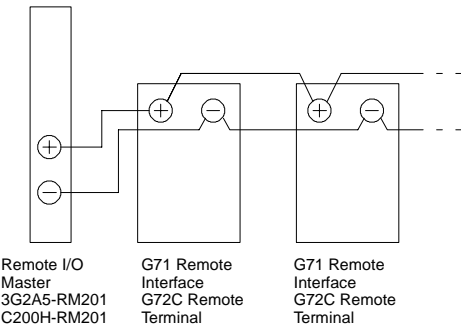 + − + − + −
Remote I/O
Master
3G2A5-RM201
C200H-RM201
G71 Remote
Interface
G72C Remote
Terminal
G71 Remote
Interface
G72C Remote
Terminal